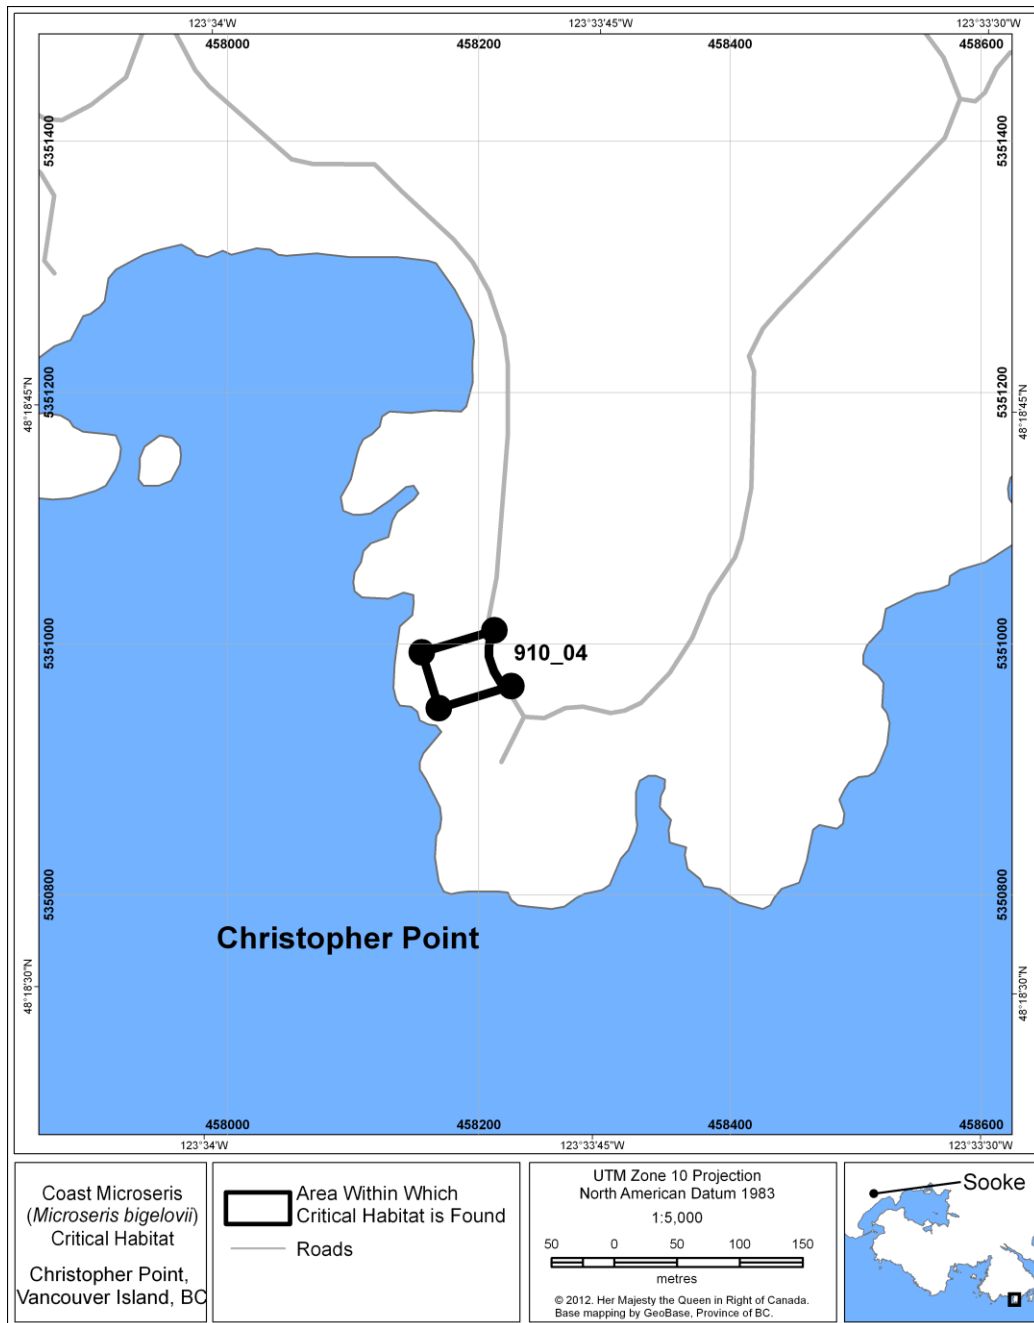 123°34'W 123°33'45"W 123°33'30"W
458000 458200 458400 458600
5351400 5351400
5351200 5351200
48°18'45"N 48°18'45"N
5351000 5351000
910_04
5350800 5350800
Christopher Point
48°18'30"N 48°18'30"N
458000 458200 458400 458600
123°34'W 123°33'45"W 123°33'30"W
Coast Microseris
(Microseris bigelovii)
Critical Habitat
Christopher Point,
Vancouver Island, BC
Area Within Which
Critical Habitat is Found
Roads
UTM Zone 10 Projection
North American Datum 1983
1:5,000
50 0 50 100 150
metres
© 2012. Her Majesty the Queen in Right of Canada.
Base mapping by GeoBase, Province of BC.
Sooke